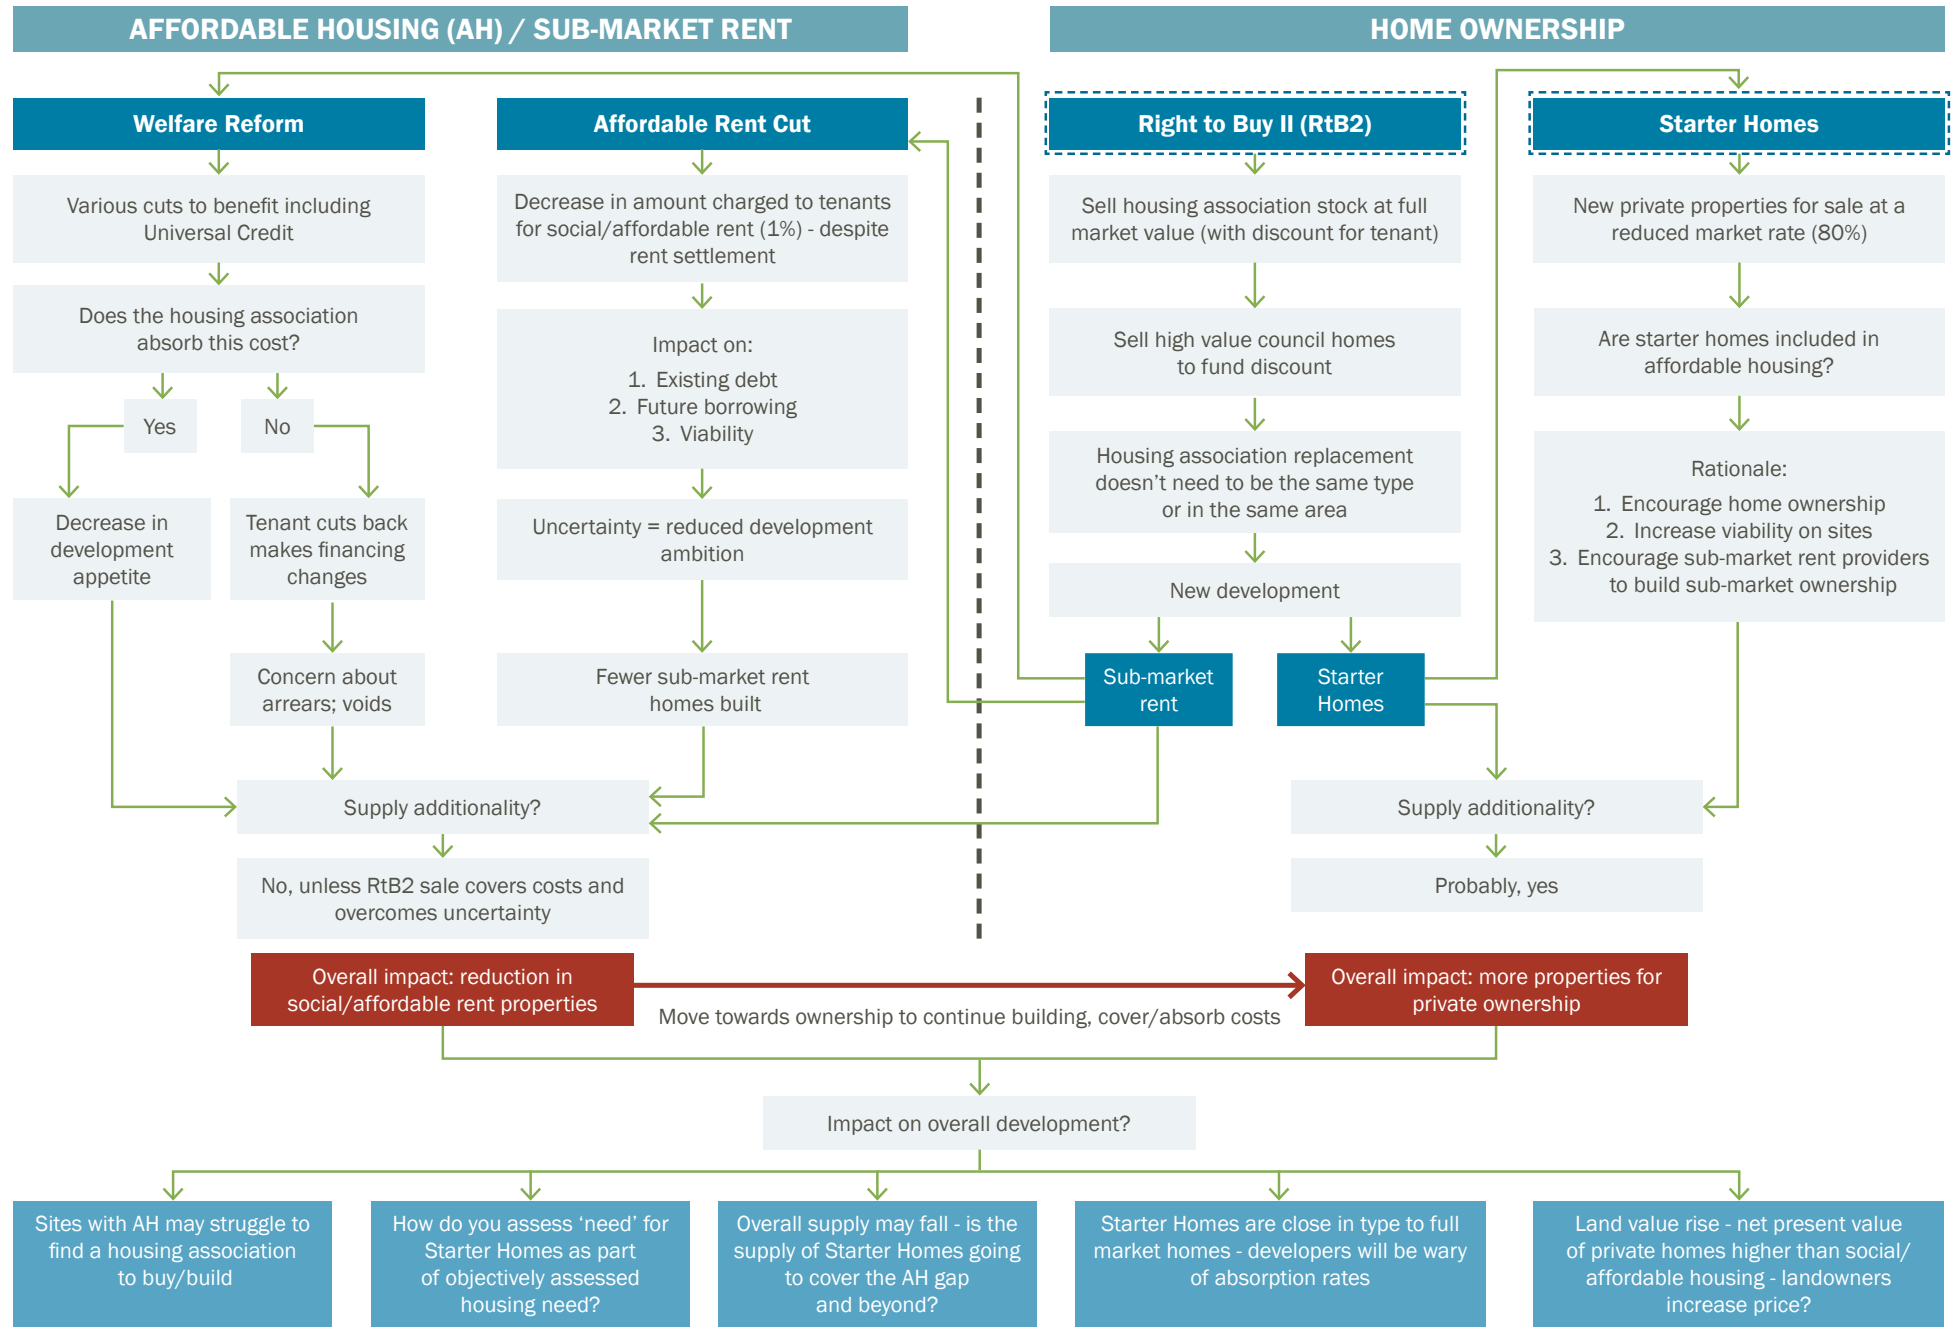 AFFORDABLE HOUSING (AH) / SUB-MARKET RENT
HOME OWNERSHIP
Welfare Reform
Various cuts to benefit including
Universal Credit
Does the housing association
absorb this cost?
Yes
No
Decrease in
development
appetite
Tenant cuts back
makes financing
changes
Concern about
arrears; voids
Affordable Rent Cut
Decrease in amount charged to tenants
for social/affordable rent (1%) - despite
rent settlement
Impact on:
1. Existing debt
2. Future borrowing
3. Viability
Uncertainty = reduced development
ambition
Fewer sub-market rent
homes built
Supply additionality?
No, unless RtB2 sale covers costs and
overcomes uncertainty
Right to Buy II (RtB2)
Sell housing association stock at full
market value (with discount for tenant)
Sell high value council homes
to fund discount
Housing association replacement
doesn't need to be the same type
or in the same area
New development
Sub-market
rent
Starter
Homes
Starter Homes
New private properties for sale at a
reduced market rate (80%)
Are starter homes included in
affordable housing?
Rationale:
1. Encourage home ownership
2. Increase viability on sites
3. Encourage sub-market rent providers
to build sub-market ownership
Supply additionality?
Probably, yes
Overall impact: reduction in
social/affordable rent properties
Move towards ownership to continue building, cover/absorb costs
Overall impact: more properties for
private ownership
Impact on overall development?
Sites with AH may struggle to
find a housing association
to buy/build
How do you assess ‘need’ for
Starter Homes as part
of objectively assessed
housing need?
Overall supply may fall - is the
supply of Starter Homes going
to cover the AH gap
and beyond?
Starter Homes are close in type to full
market homes - developers will be wary
of absorption rates
Land value rise - net present value
of private homes higher than social/
affordable housing - landowners
increase price?